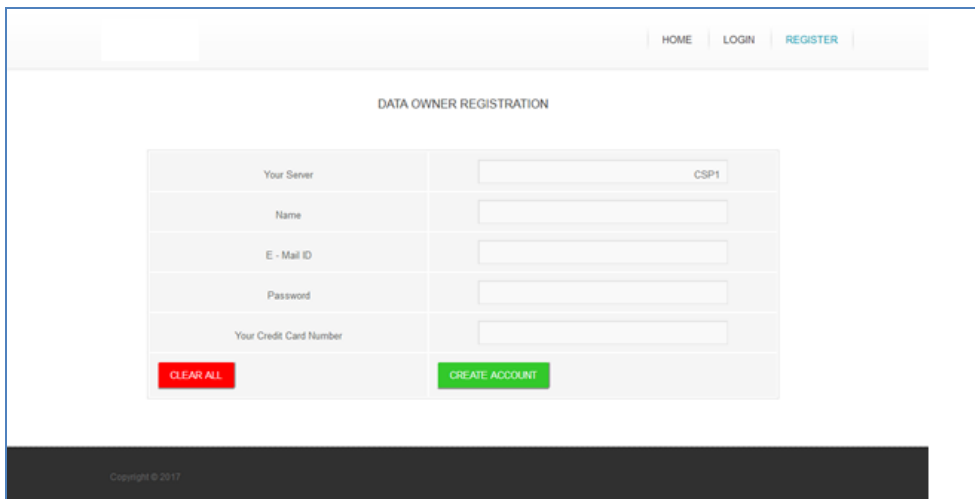 HOME LOGIN REGISTER
DATA OWNER REGISTRATION
Your Server CSP1
Name
E - Mail ID
Password
Your Credit Card Number
CLEAR ALL CREATE ACCOUNT
Copyright © 2017